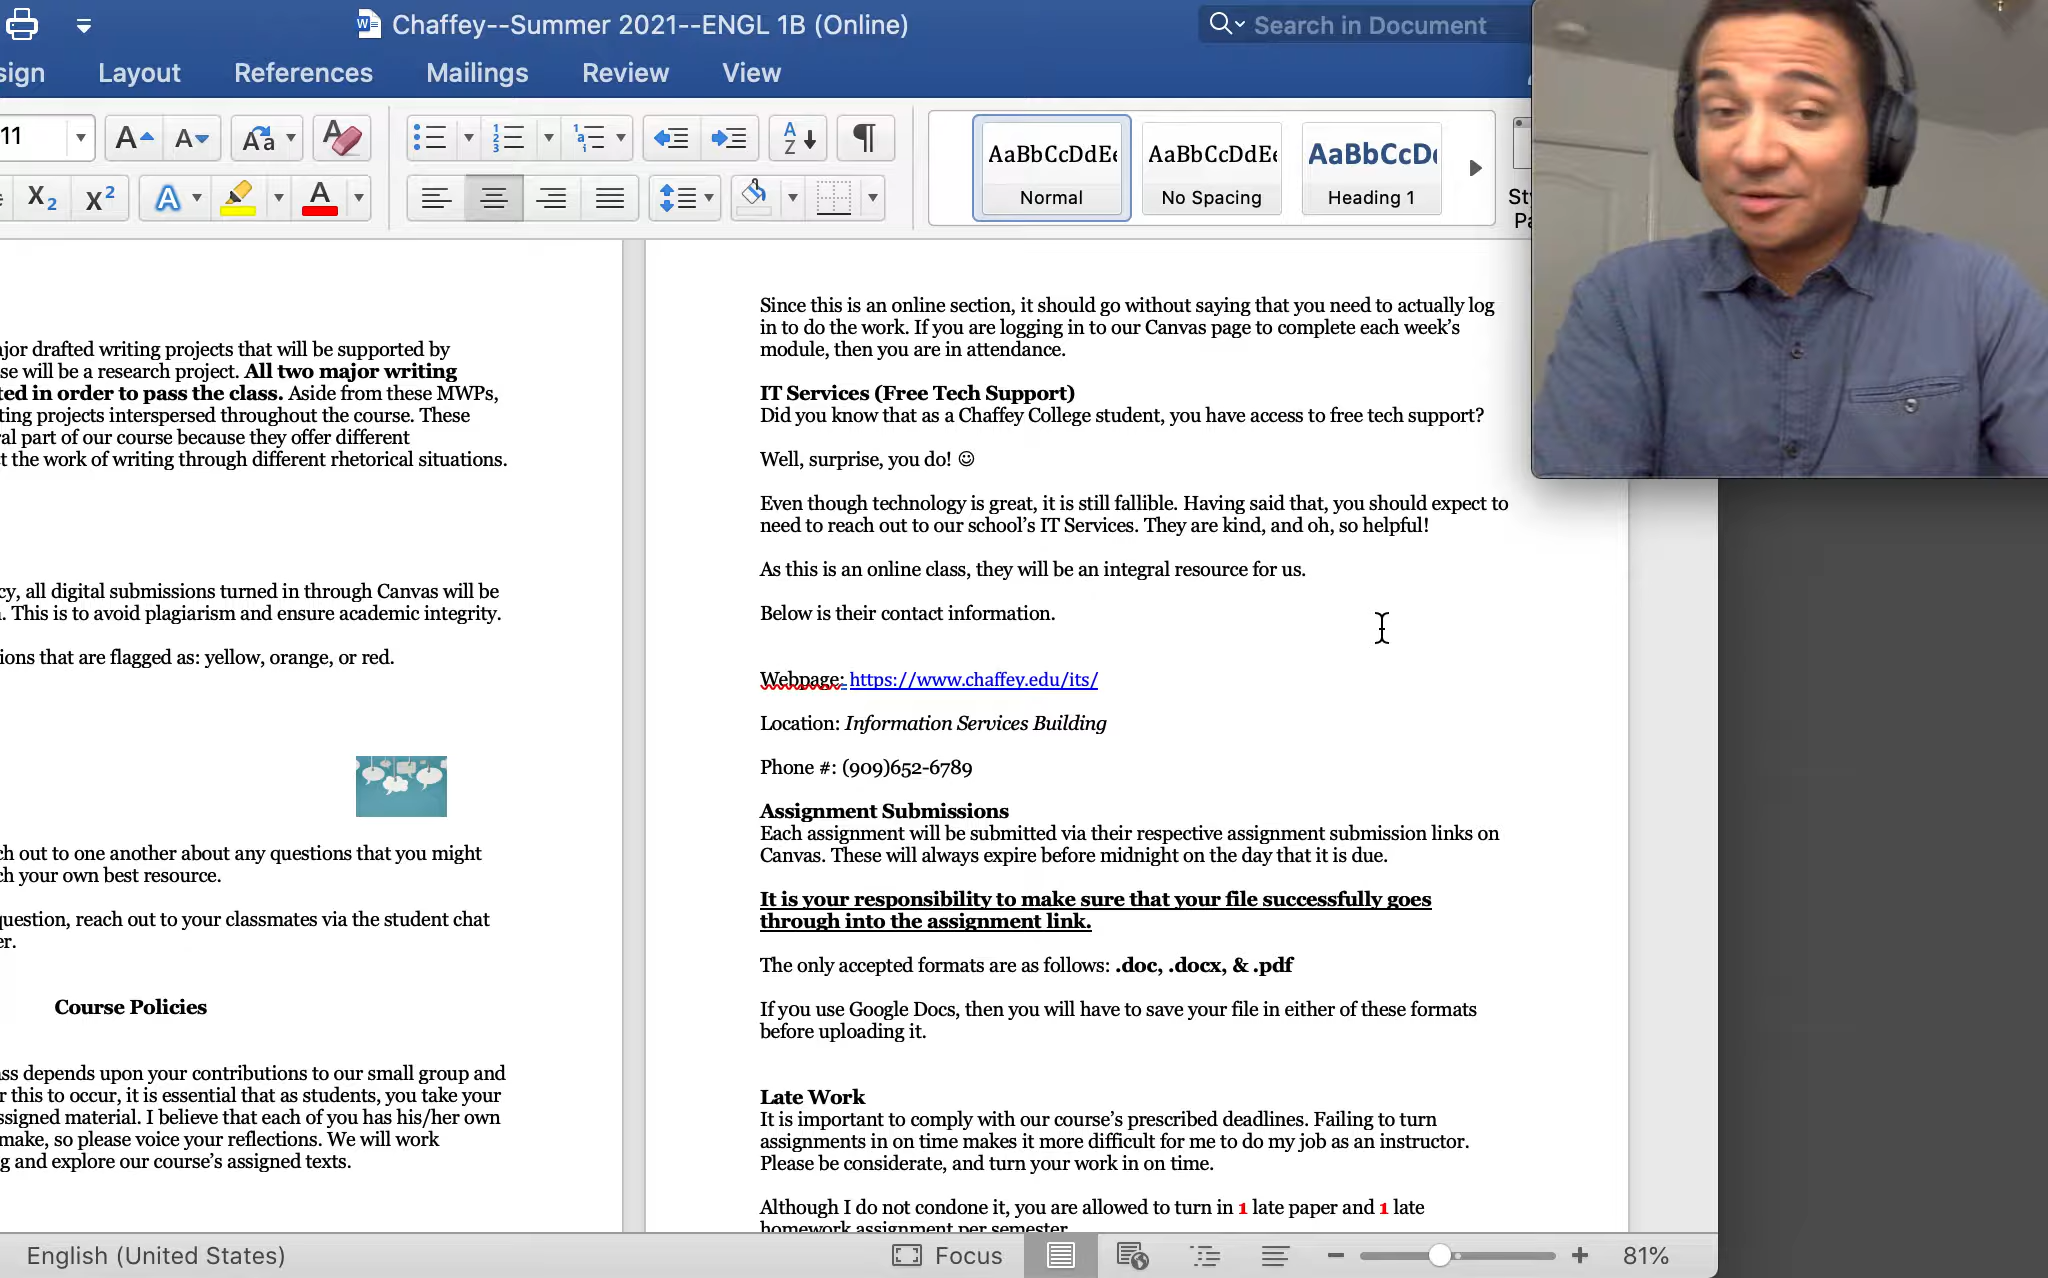 Chaffey--Summer 2021--ENGL 1B (Online)
Search in Document
sign Layout References Mailings Review View
11
AaBbCcDdEe AaBbCcDdEe AaBbCcD
Normal No Spacing Heading 1
jor drafted writing projects that will be supported by
se will be a research project. All two major writing
ted in order to pass the class. Aside from these MWPs,
ting projects interspersed throughout the course. These
ral part of our course because they offer different
t the work of writing through different rhetorical situations.
cy, all digital submissions turned in through Canvas will be
. This is to avoid plagiarism and ensure academic integrity.
ions that are flagged as: yellow, orange, or red.
ch out to one another about any questions that you might
ch your own best resource.
question, reach out to your classmates via the student chat
er.
Course Policies
ass depends upon your contributions to our small group and
r this to occur, it is essential that as students, you take your
ssigned material. I believe that each of you has his/her own
make, so please voice your reflections. We will work
g and explore our course's assigned texts.
Since this is an online section, it should go without saying that you need to actually log
in to do the work. If you are logging in to our Canvas page to complete each week's
module, then you are in attendance.
IT Services (Free Tech Support)
Did you know that as a Chaffey College student, you have access to free tech support?
Well, surprise, you do! ☺
Even though technology is great, it is still fallible. Having said that, you should expect to
need to reach out to our school's IT Services. They are kind, and oh, so helpful!
As this is an online class, they will be an integral resource for us.
Below is their contact information.
Webpage: https://www.chaffey.edu/its/
Location: Information Services Building
Phone #: (909)652-6789
Assignment Submissions
Each assignment will be submitted via their respective assignment submission links on
Canvas. These will always expire before midnight on the day that it is due.
It is your responsibility to make sure that your file successfully goes
through into the assignment link.
The only accepted formats are as follows: .doc, .docx, & .pdf
If you use Google Docs, then you will have to save your file in either of these formats
before uploading it.
Late Work
It is important to comply with our course's prescribed deadlines. Failing to turn
assignments in on time makes it more difficult for me to do my job as an instructor.
Please be considerate, and turn your work in on time.
Although I do not condone it, you are allowed to turn in 1 late paper and 1 late
homework assignment per semester
English (United States)
Focus
81%